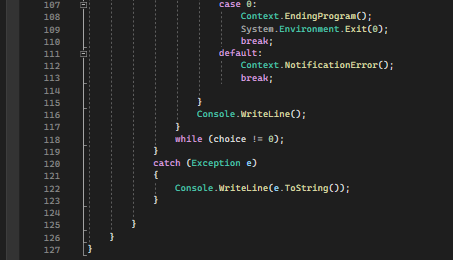 107 case 0:
108 Context.EndingProgram();
109 System.Environment.Exit(0);
110 break;
111 default:
112 Context.NotificationError();
113 break;
114
115 }
116 Console.WriteLine();
117 }
118 while (choice != 0);
119 }
120 catch (Exception e)
121 {
122 Console.WriteLine(e.ToString());
123 }
124
125 }
126 }
127 }